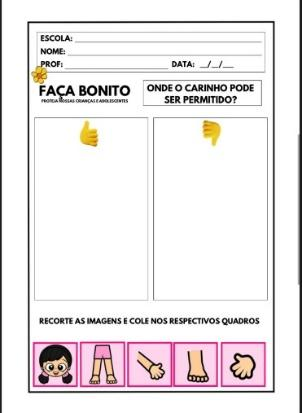 ESCOLA:
NOME:
PROF: DATA: __/__/__
FAÇA BONITO
PROTEJA NOSSAS CRIANÇAS E ADOLESCENTES
ONDE O CARINHO PODE
SER PERMITIDO?
RECORTE AS IMAGENS E COLE NOS RESPECTIVOS QUADROS